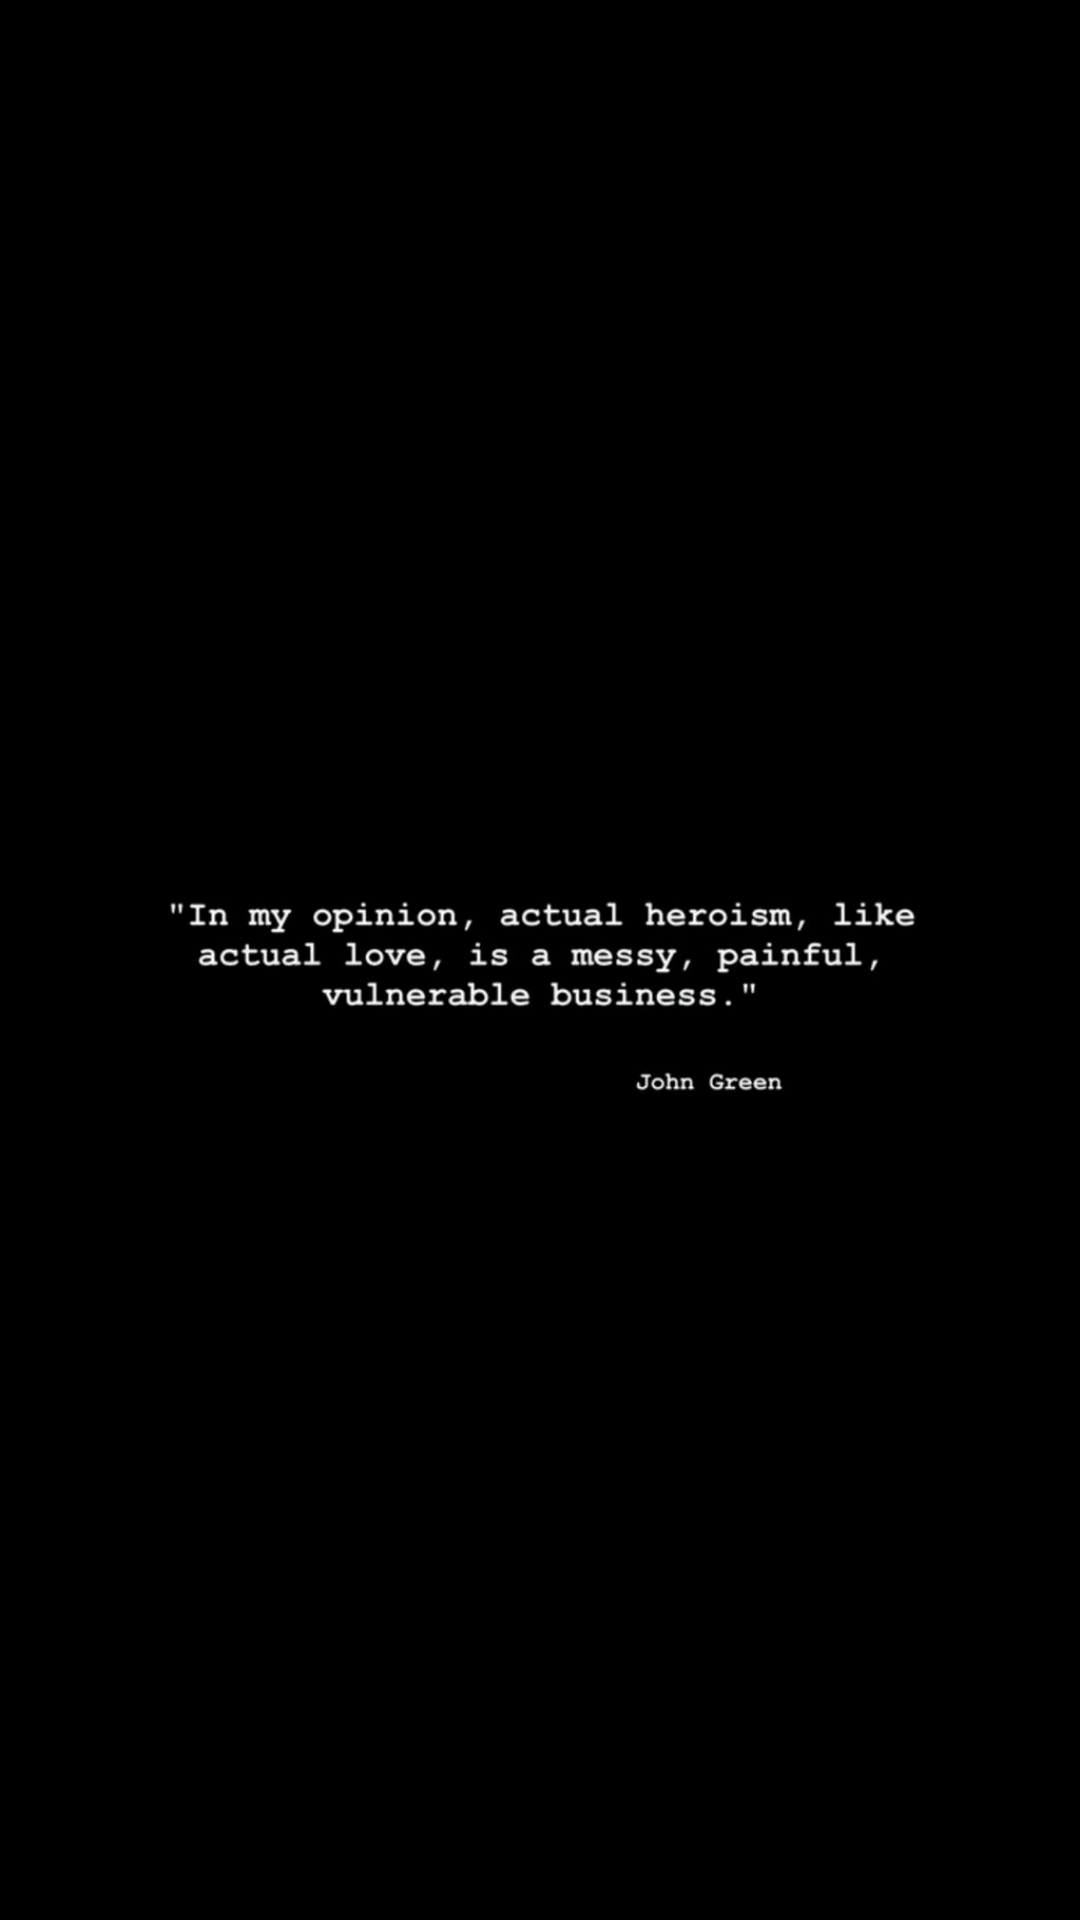 "In my opinion, actual heroism, like
actual love, is a messy, painful,
vulnerable business."
John Green